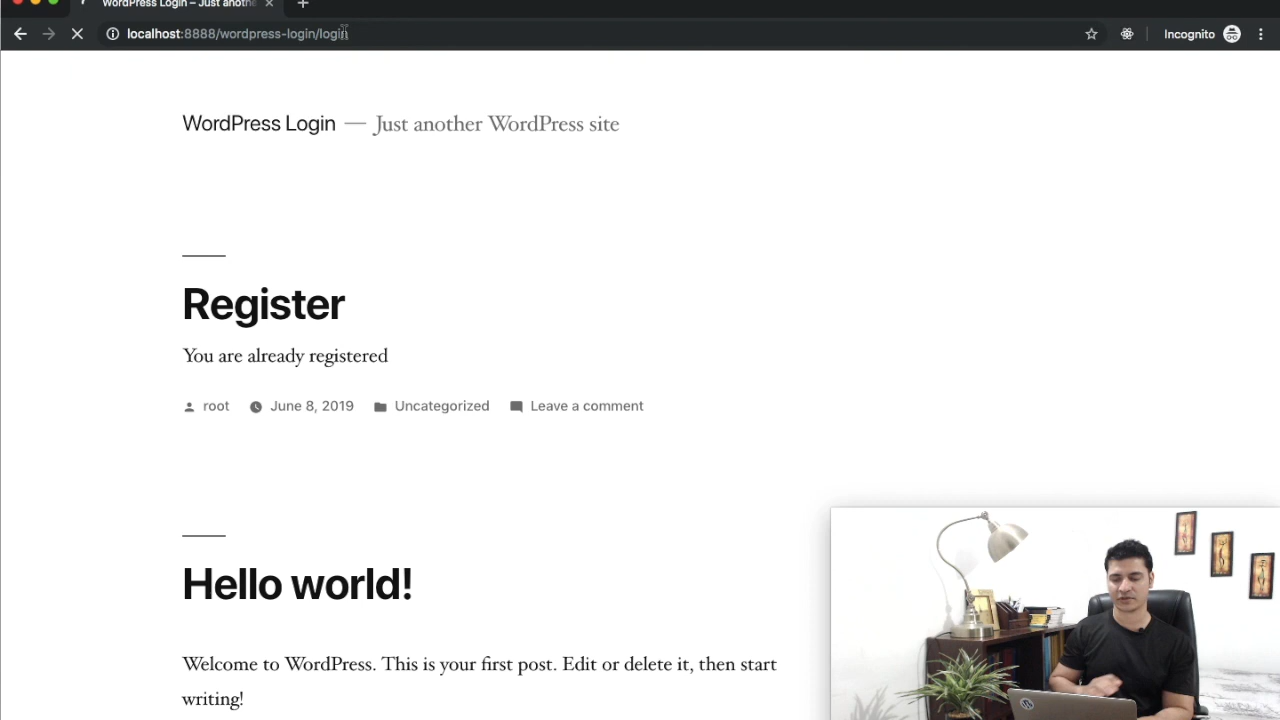 WordPress Login – Just anothe
localhost:8888/wordpress-login/login
Incognito
WordPress Login — Just another WordPress site
Register
You are already registered
root June 8, 2019 Uncategorized Leave a comment
Hello world!
Welcome to WordPress. This is your first post. Edit or delete it, then start
writing!